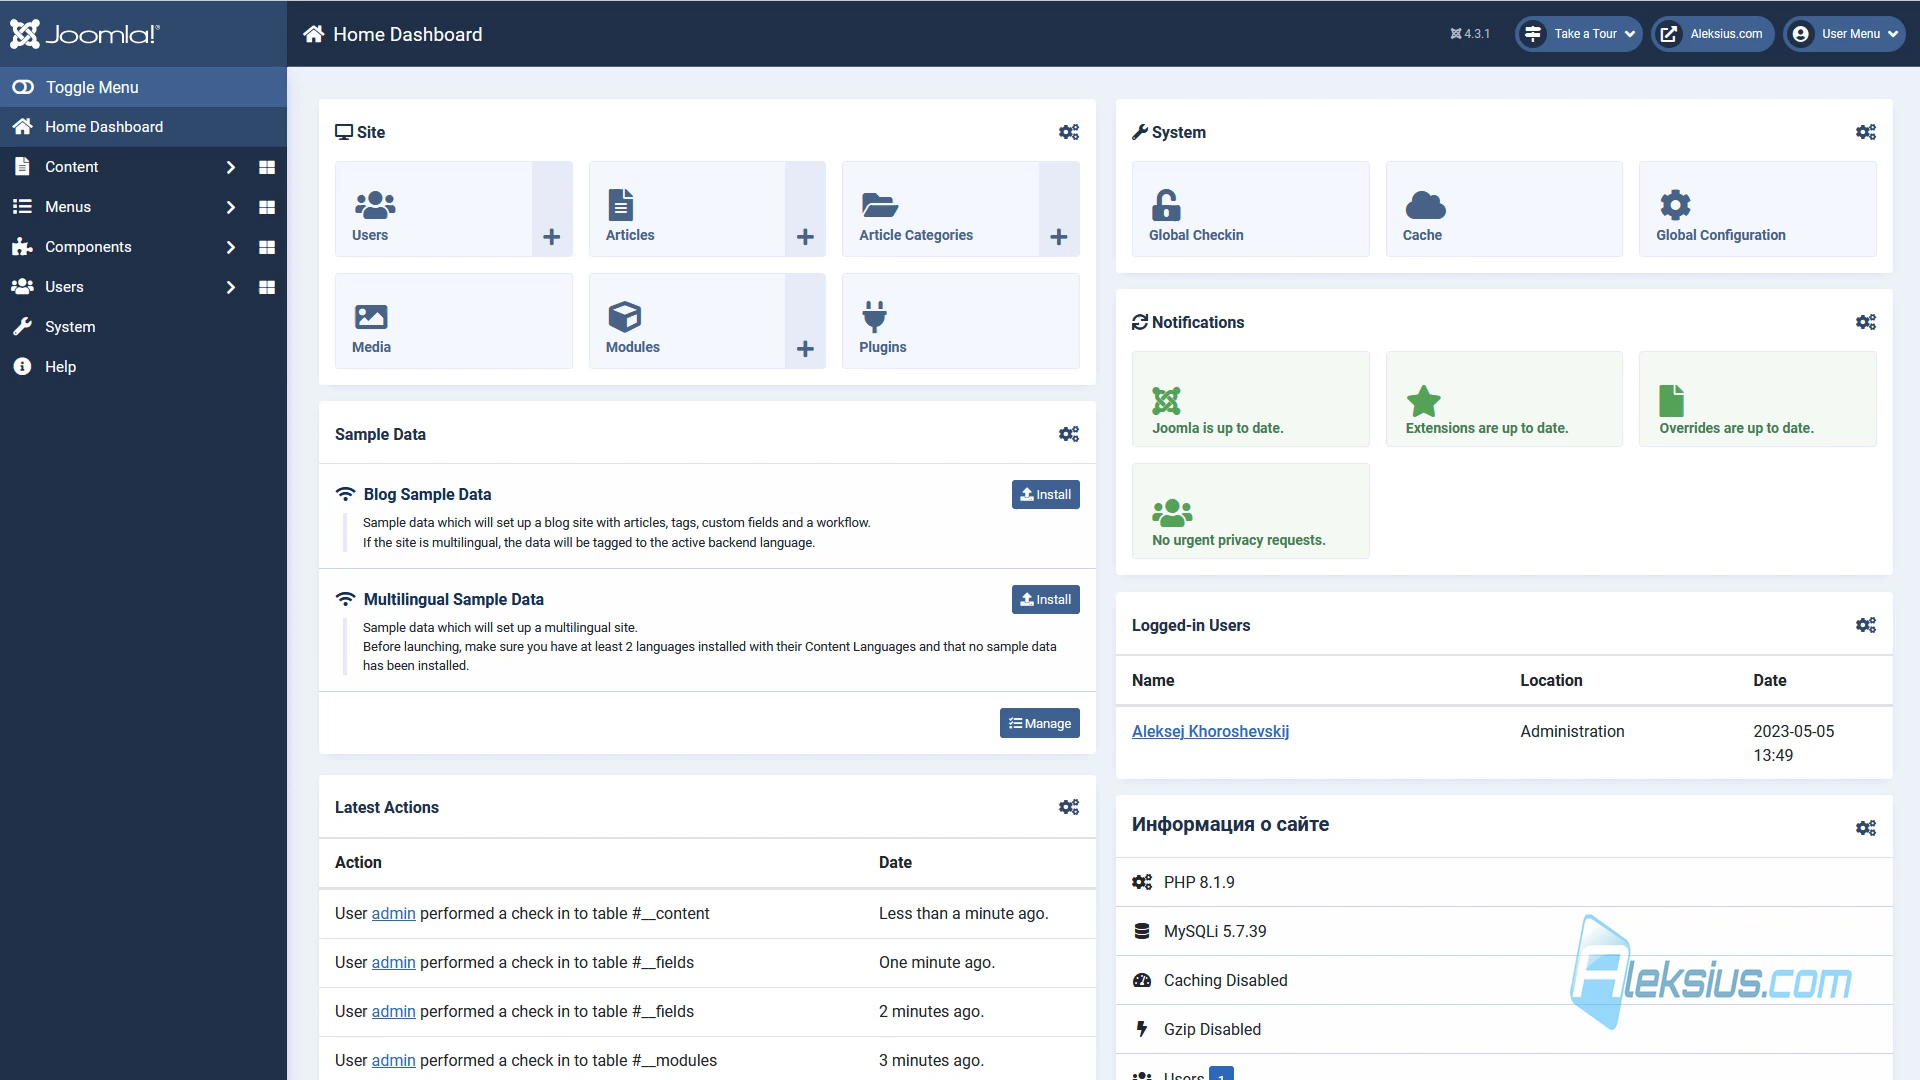 Joomla!
Home Dashboard
4.3.1
Take a Tour
Aleksius.com
User Menu
Toggle Menu
Home Dashboard
Content
Menus
Components
Users
System
Help
Site
Users
Articles
Article Categories
Media
Modules
Plugins
Sample Data
Blog Sample Data
Install
Sample data which will set up a blog site with articles, tags, custom fields and a workflow.
If the site is multilingual, the data will be tagged to the active backend language.
Multilingual Sample Data
Install
Sample data which will set up a multilingual site.
Before launching, make sure you have at least 2 languages installed with their Content Languages and that no sample data
has been installed.
Manage
Latest Actions
Action Date
User admin performed a check in to table #__content Less than a minute ago.
User admin performed a check in to table #__fields One minute ago.
User admin performed a check in to table #__fields 2 minutes ago.
User admin performed a check in to table #__modules 3 minutes ago.
System
Global Checkin
Cache
Global Configuration
Notifications
Joomla is up to date.
Extensions are up to date.
Overrides are up to date.
No urgent privacy requests.
Logged-in Users
Name Location Date
Aleksej Khoroshevskij Administration 2023-05-05
13:49
Информация о сайте
PHP 8.1.9
MySQLi 5.7.39
Caching Disabled
Gzip Disabled
Users 1
Aleksius.com